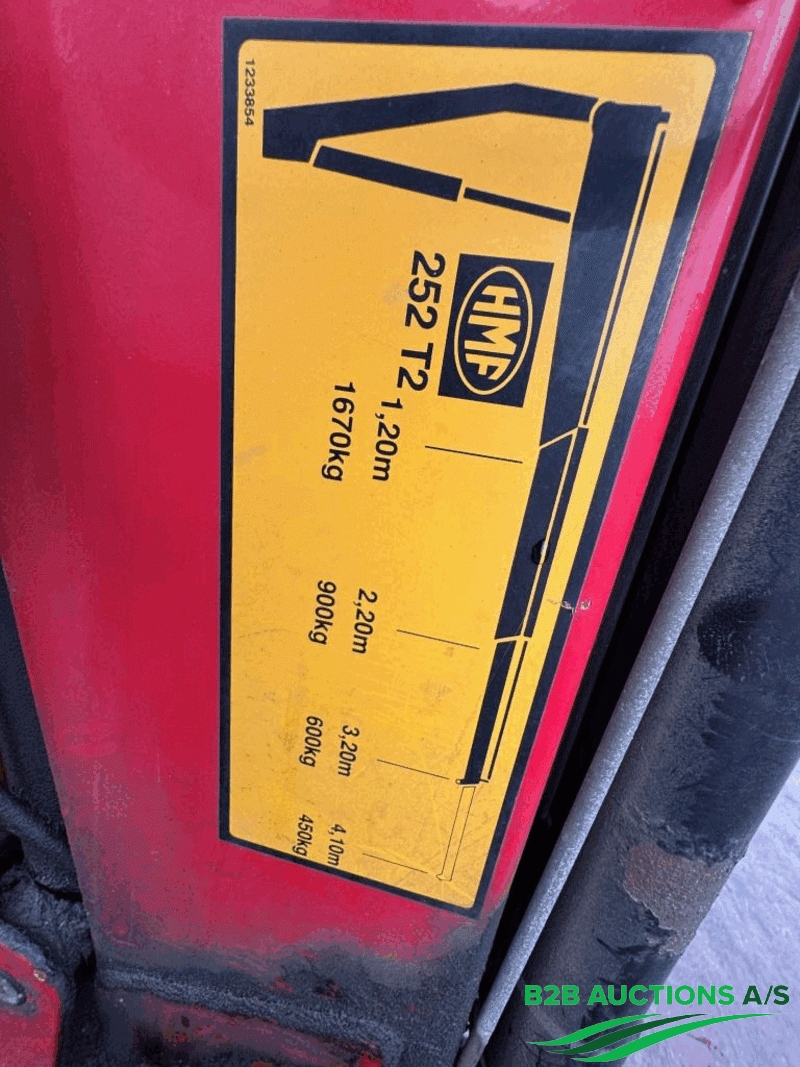 1233854
HMF
252 T2
1,20m
1670kg
2,20m
900kg
3,20m
600kg
4,10m
450kg
B2B AUCTIONS A/S